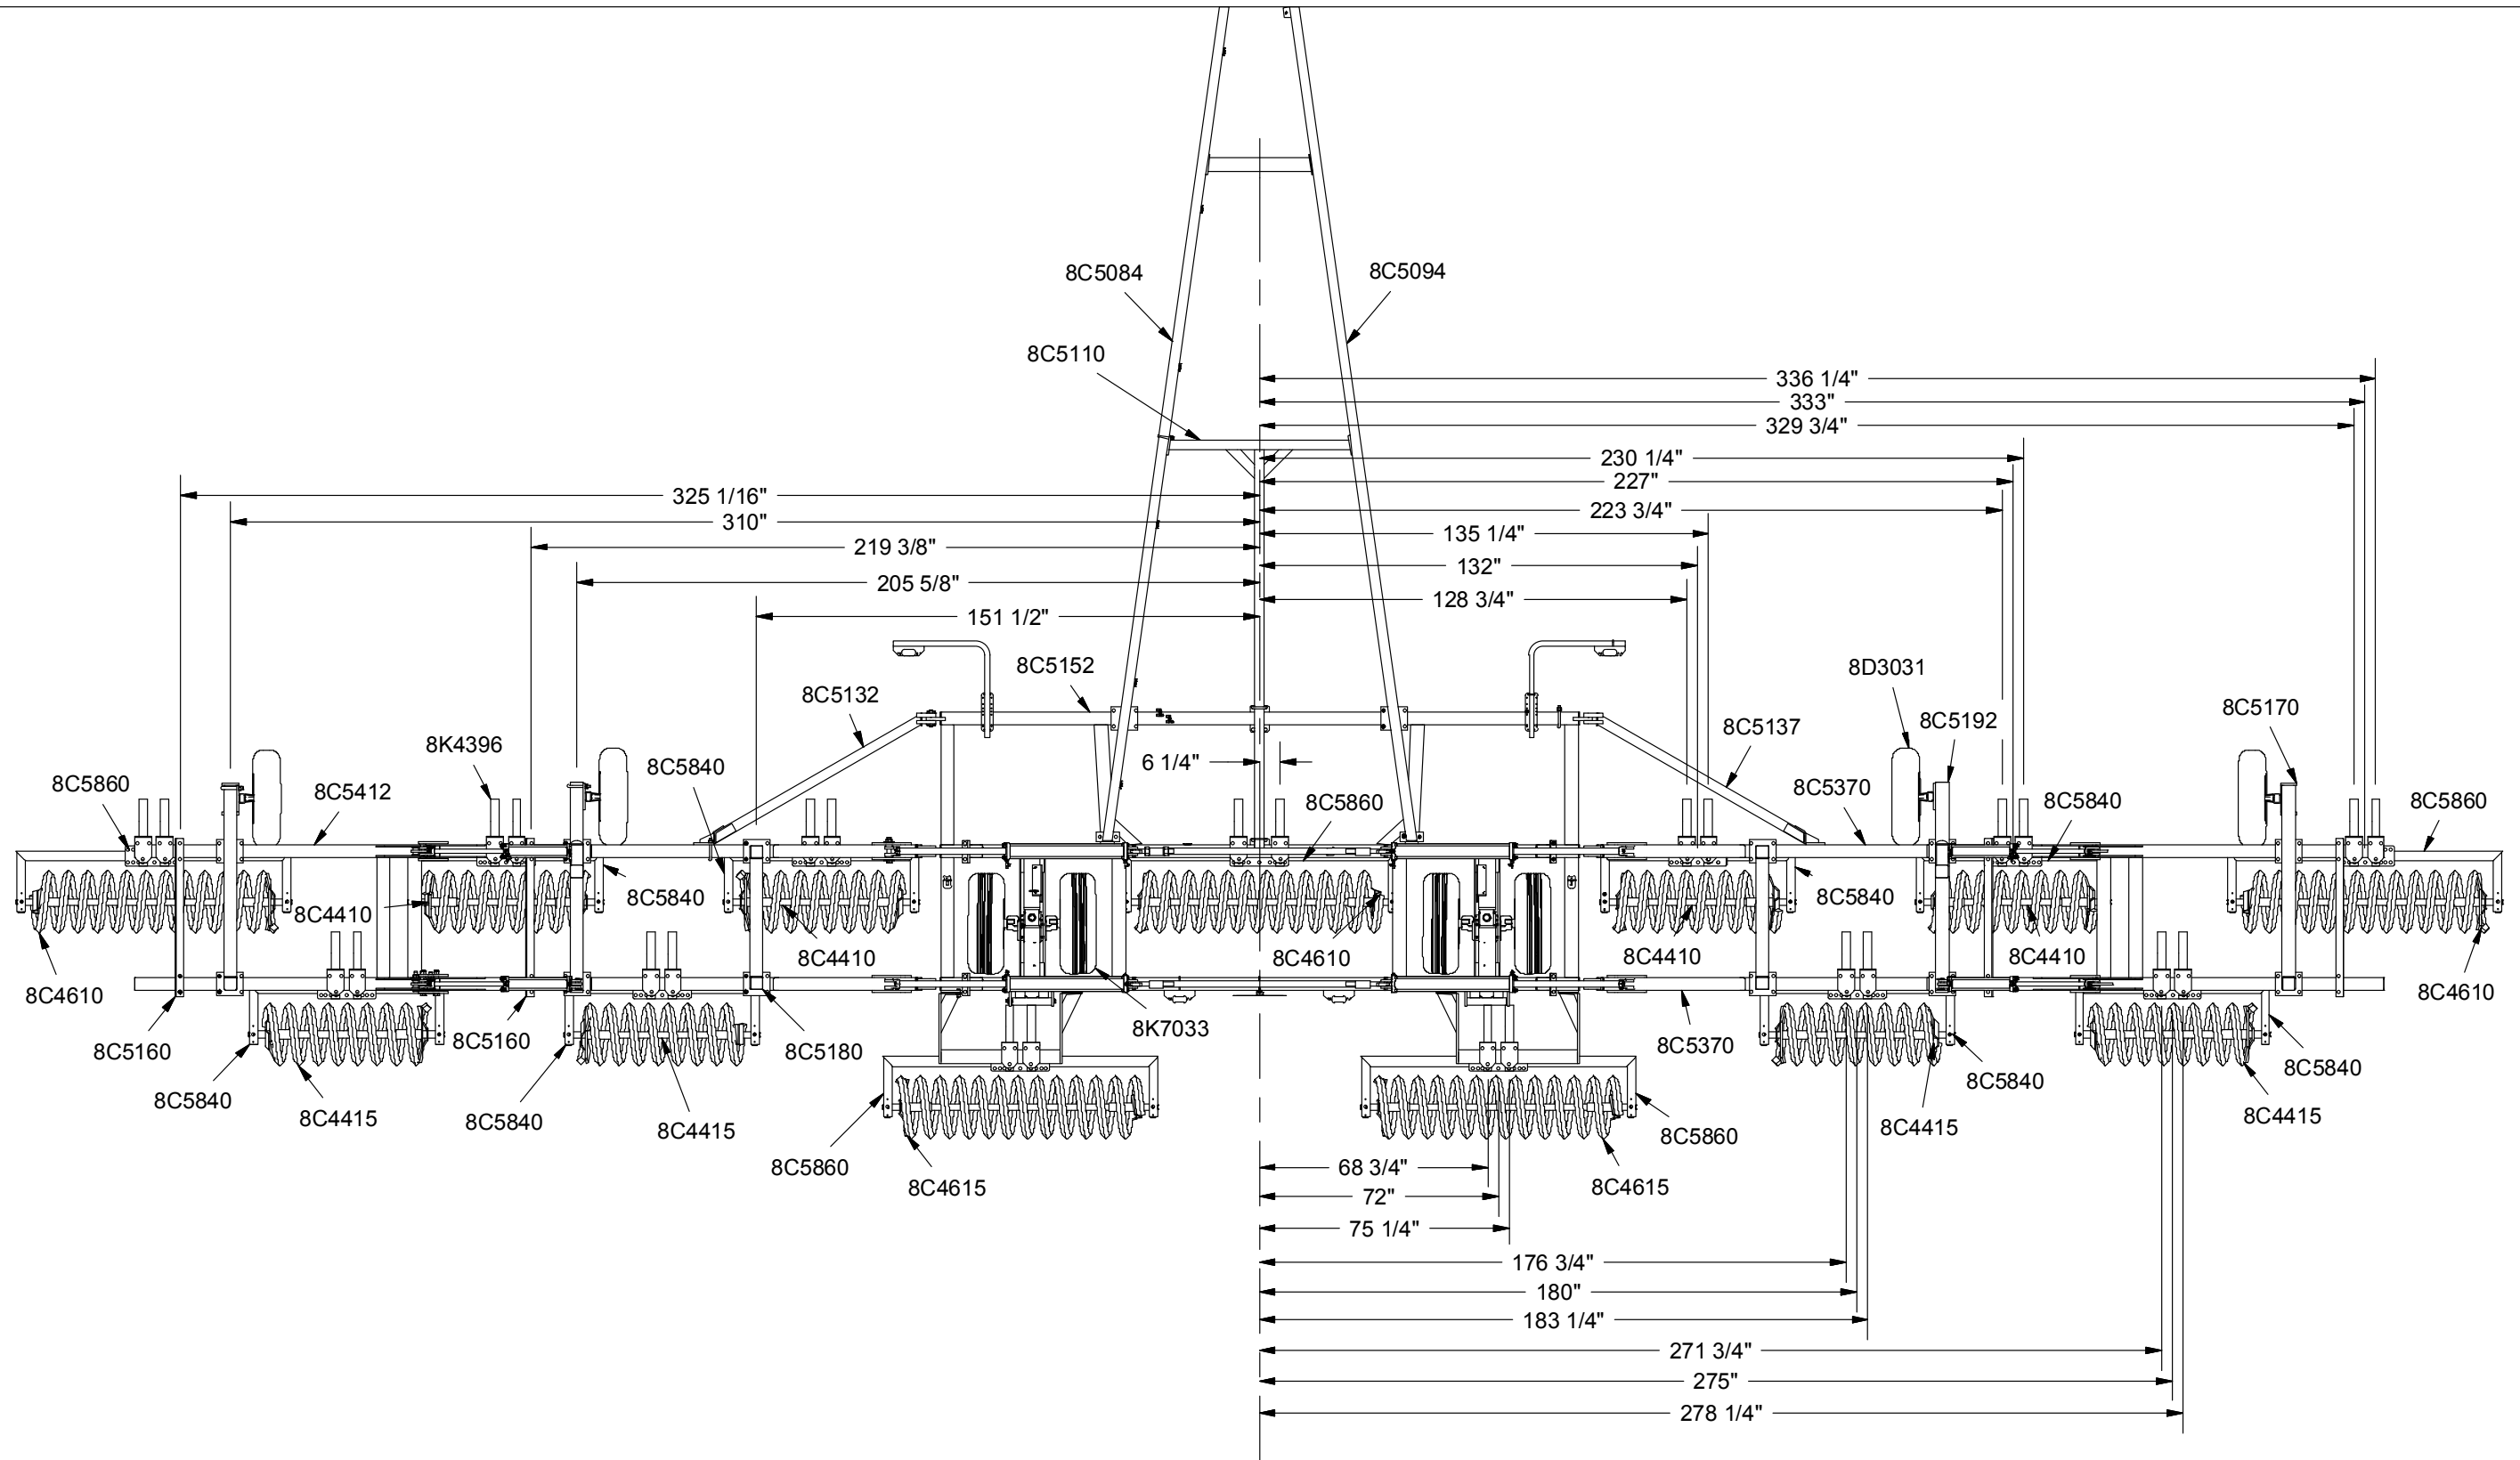 8C5084
8C5094
8C5110
336 1/4"
333"
329 3/4"
230 1/4"
227"
325 1/16"
223 3/4"
310"
135 1/4"
219 3/8"
132"
205 5/8"
128 3/4"
151 1/2"
8C5152
8D3031
8C5132
8C5170
8C5192
8C5137
8K4396
6 1/4"
8C5840
8C5860
8C5412
8C5370
8C5860
8C5840
8C5860
8C5840
8C5840
8C4410
8C4410
8C4610
8C4410
8C4410
8C4610
8C4610
8K7033
8C5160
8C5160
8C5180
8C5370
8C5840
8C5840
8C5840
8C4415
8C5840
8C4415
8C4415
8C4415
8C5860
8C5860
8C4615
8C4615
68 3/4"
72"
75 1/4"
176 3/4"
180"
183 1/4"
271 3/4"
275"
278 1/4"